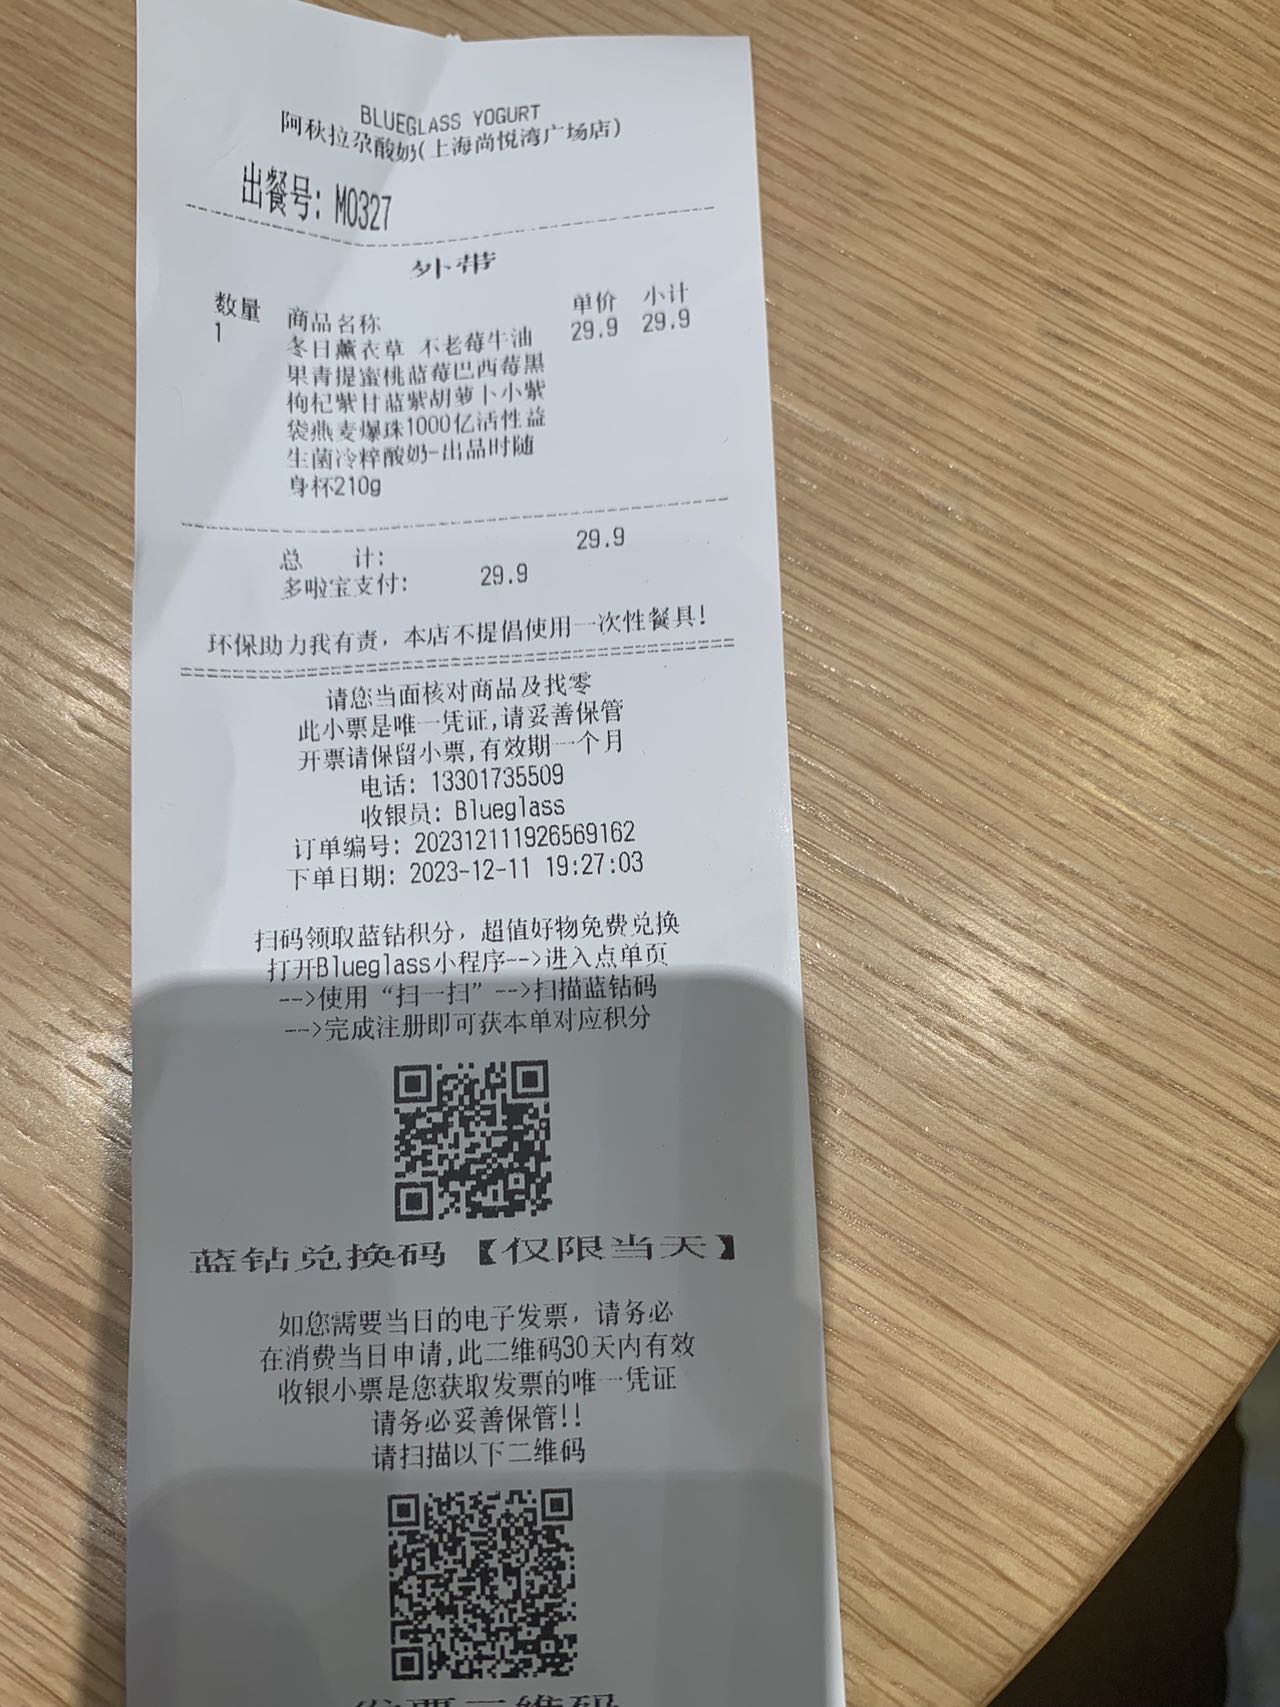 BLUEGLASS YOGURT
阿秋拉尕酸奶(上海尚悦湾广场店)
出餐号: M0327
外带
数量 商品名称 单价 小计
1 冬日薰衣草 不老莓牛油 29.9 29.9
果青提蜜桃蓝莓巴西莓黑
枸杞紫甘蓝紫胡萝卜小紫
袋燕麦爆珠1000亿活性益
生菌冷粹酸奶-出品时随
身杯210g
总 计: 29.9
多啦宝支付: 29.9
环保助力我有责，本店不提倡使用一次性餐具!
请您当面核对商品及找零
此小票是唯一凭证,请妥善保管
开票请保留小票,有效期一个月
电话: 13301735509
收银员: Blueglass
订单编号: 202312111926569162
下单日期: 2023-12-11 19:27:03
扫码领取蓝钻积分，超值好物免费兑换
打开Blueglass小程序-->进入点单页
-->使用“扫一扫”-->扫描蓝钻码
-->完成注册即可获本单对应积分
蓝钻兑换码【仅限当天】
如您需要当日的电子发票，请务必
在消费当日申请,此二维码30天内有效
收银小票是您获取发票的唯一凭证
请务必妥善保管!!
请扫描以下二维码
发票二维码